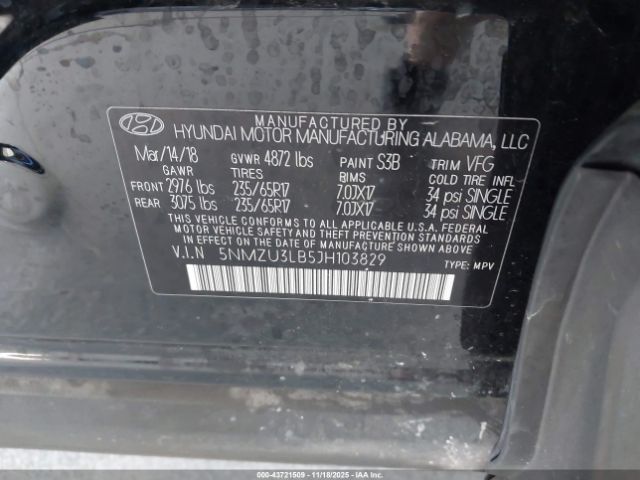 MANUFACTURED BY
HYUNDAI MOTOR MANUFACTURING ALABAMA, LLC
Mar/14/18 GVWR 4872 lbs PAINT S3B TRIM VFG
GAWR TIRES RIMS COLD TIRE INFL
FRONT 2976 lbs 235/65R17 7.0JX17 34 psi SINGLE
REAR 3075 lbs 235/65R17 7.0JX17 34 psi SINGLE
THIS VEHICLE CONFORMS TO ALL APPLICABLE U.S.A. FEDERAL
MOTOR VEHICLE SAFETY AND THEFT PREVENTION STANDARDS
IN EFFECT ON THE DATE OF MANUFACTURE SHOWN ABOVE.
V.I.N 5NMZU3LB5JH103829 TYPE: MPV
000-43721509 - 11/18/2025 - IAAI.com